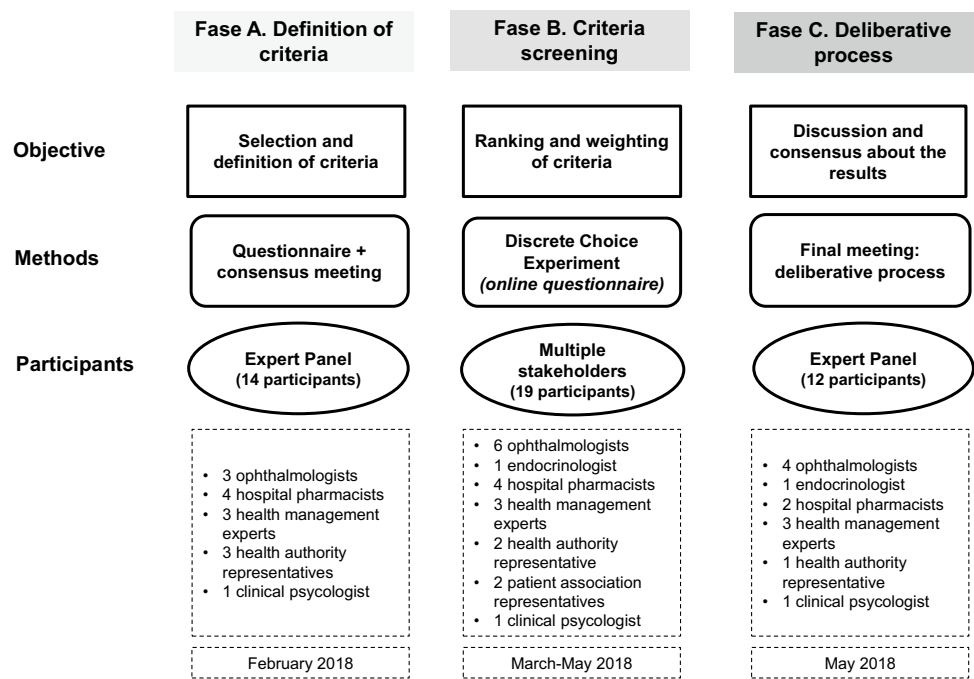 Fase A. Definition of
criteria
Fase B. Criteria
screening
Fase C. Deliberative
process
Objective
Selection and
definition of criteria
Ranking and weighting
of criteria
Discussion and
consensus about the
results
Methods
Questionnaire +
consensus meeting
Discrete Choice
Experiment
(online questionnaire)
Final meeting:
deliberative process
Participants
Expert Panel
(14 participants)
Multiple
stakeholders
(19 participants)
Expert Panel
(12 participants)
• 3 ophthalmologists
• 4 hospital pharmacists
• 3 health management
experts
• 3 health authority
representatives
• 1 clinical psycologist
• 6 ophthalmologists
• 1 endocrinologist
• 4 hospital pharmacists
• 3 health management
experts
• 2 health authority
representative
• 2 patient association
representatives
• 1 clinical psycologist
• 4 ophthalmologists
• 1 endocrinologist
• 2 hospital pharmacists
• 3 health management
experts
• 1 health authority
representative
• 1 clinical psycologist
February 2018
March-May 2018
May 2018